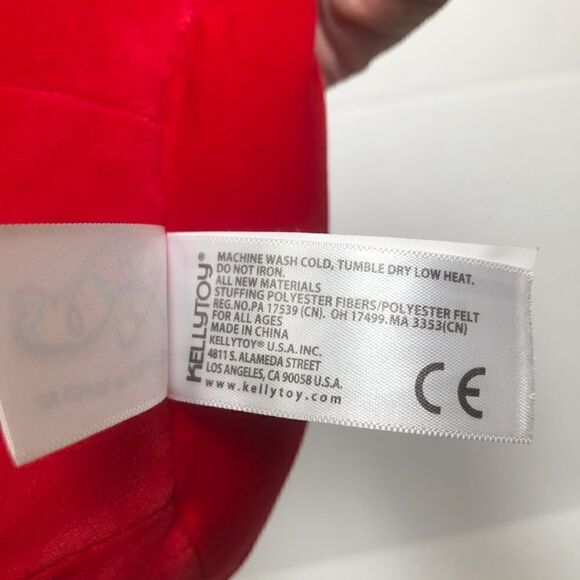 KELLYTOY®
MACHINE WASH COLD, TUMBLE DRY LOW HEAT.
DO NOT IRON.
ALL NEW MATERIALS
STUFFING POLYESTER FIBERS/POLYESTER FELT
REG.NO.PA 17539 (CN). OH 17499.MA 3353(CN)
FOR ALL AGES
MADE IN CHINA
KELLYTOY® U.S.A. INC.
4811 S. ALAMEDA STREET
LOS ANGELES, CA 90058 U.S.A.
www.kellytoy.com
CE